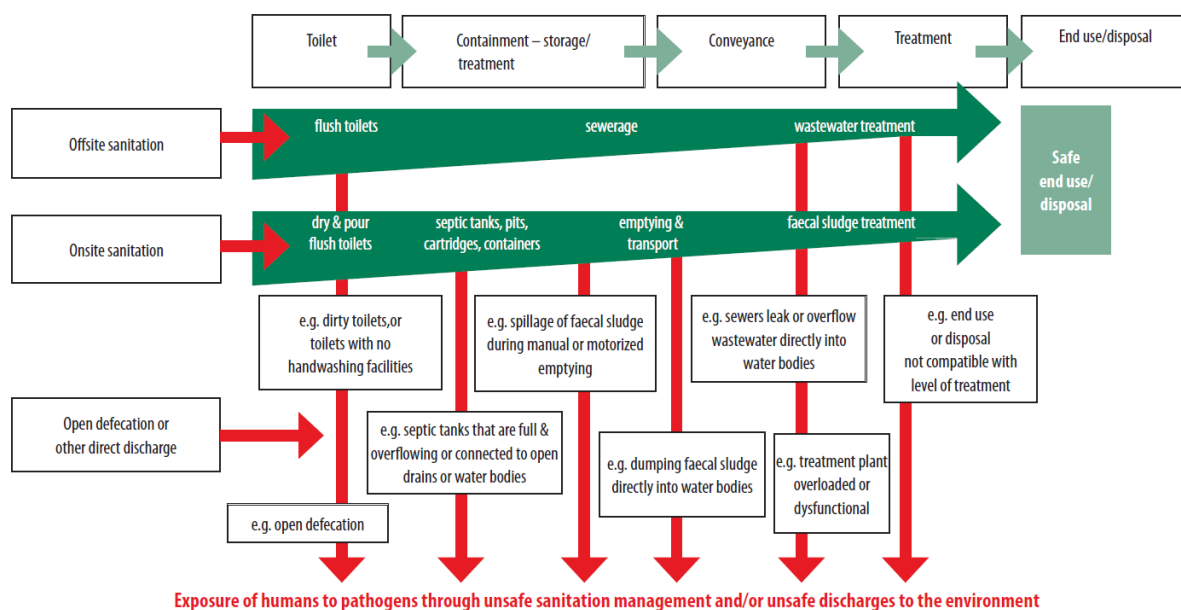 Toilet
Containment – storage/
treatment
Conveyance
Treatment
End use/disposal
Offsite sanitation
flush toilets
sewerage
wastewater treatment
Safe
end use/
disposal
Onsite sanitation
dry & pour
flush toilets
septic tanks, pits,
cartridges, containers
emptying &
transport
faecal sludge treatment
e.g. dirty toilets,or
toilets with no
handwashing facilities
e.g. spillage of faecal sludge
during manual or motorized
emptying
e.g. sewers leak or overflow
wastewater directly into
water bodies
e.g. end use
or disposal
not compatible with
level of treatment
Open defecation or
other direct discharge
e.g. septic tanks that are full &
overflowing or connected to open
drains or water bodies
e.g. dumping faecal sludge
directly into water bodies
e.g. treatment plant
overloaded or
dysfunctional
e.g. open defecation
Exposure of humans to pathogens through unsafe sanitation management and/or unsafe discharges to the environment